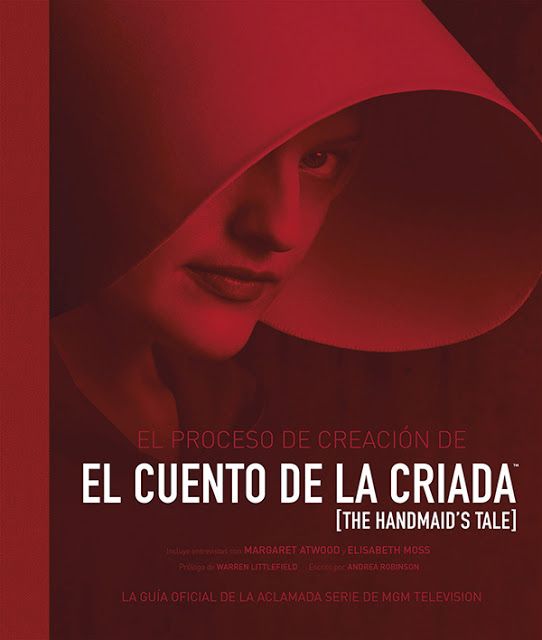 EL PROCESO DE CREACIÓN DE
EL CUENTO DE LA CRIADA™
[THE HANDMAID'S TALE]
Incluye entrevistas con MARGARET ATWOOD y ELISABETH MOSS
Prólogo de WARREN LITTLEFIELD Escrito por ANDREA ROBINSON
LA GUÍA OFICIAL DE LA ACLAMADA SERIE DE MGM TELEVISION